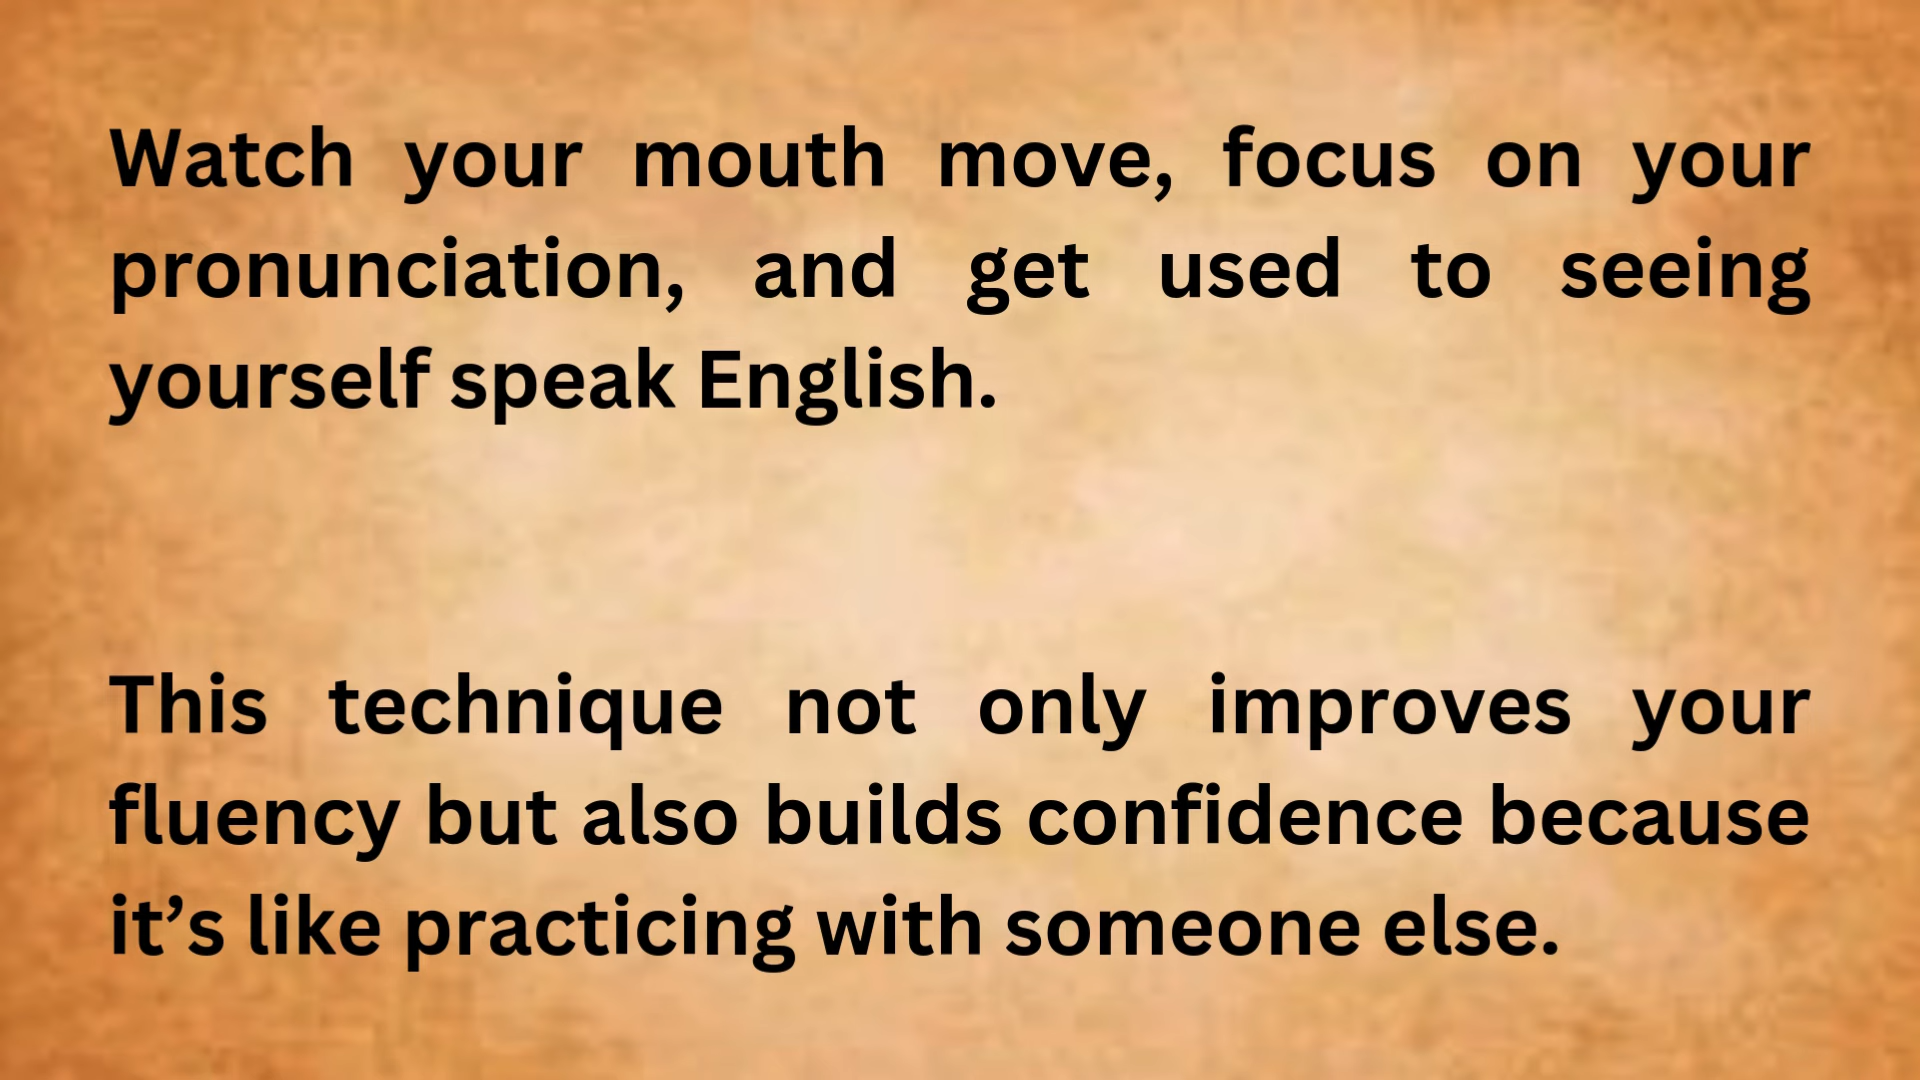 Watch your mouth move, focus on your
pronunciation, and get used to seeing
yourself speak English.
This technique not only improves your
fluency but also builds confidence because
it’s like practicing with someone else.